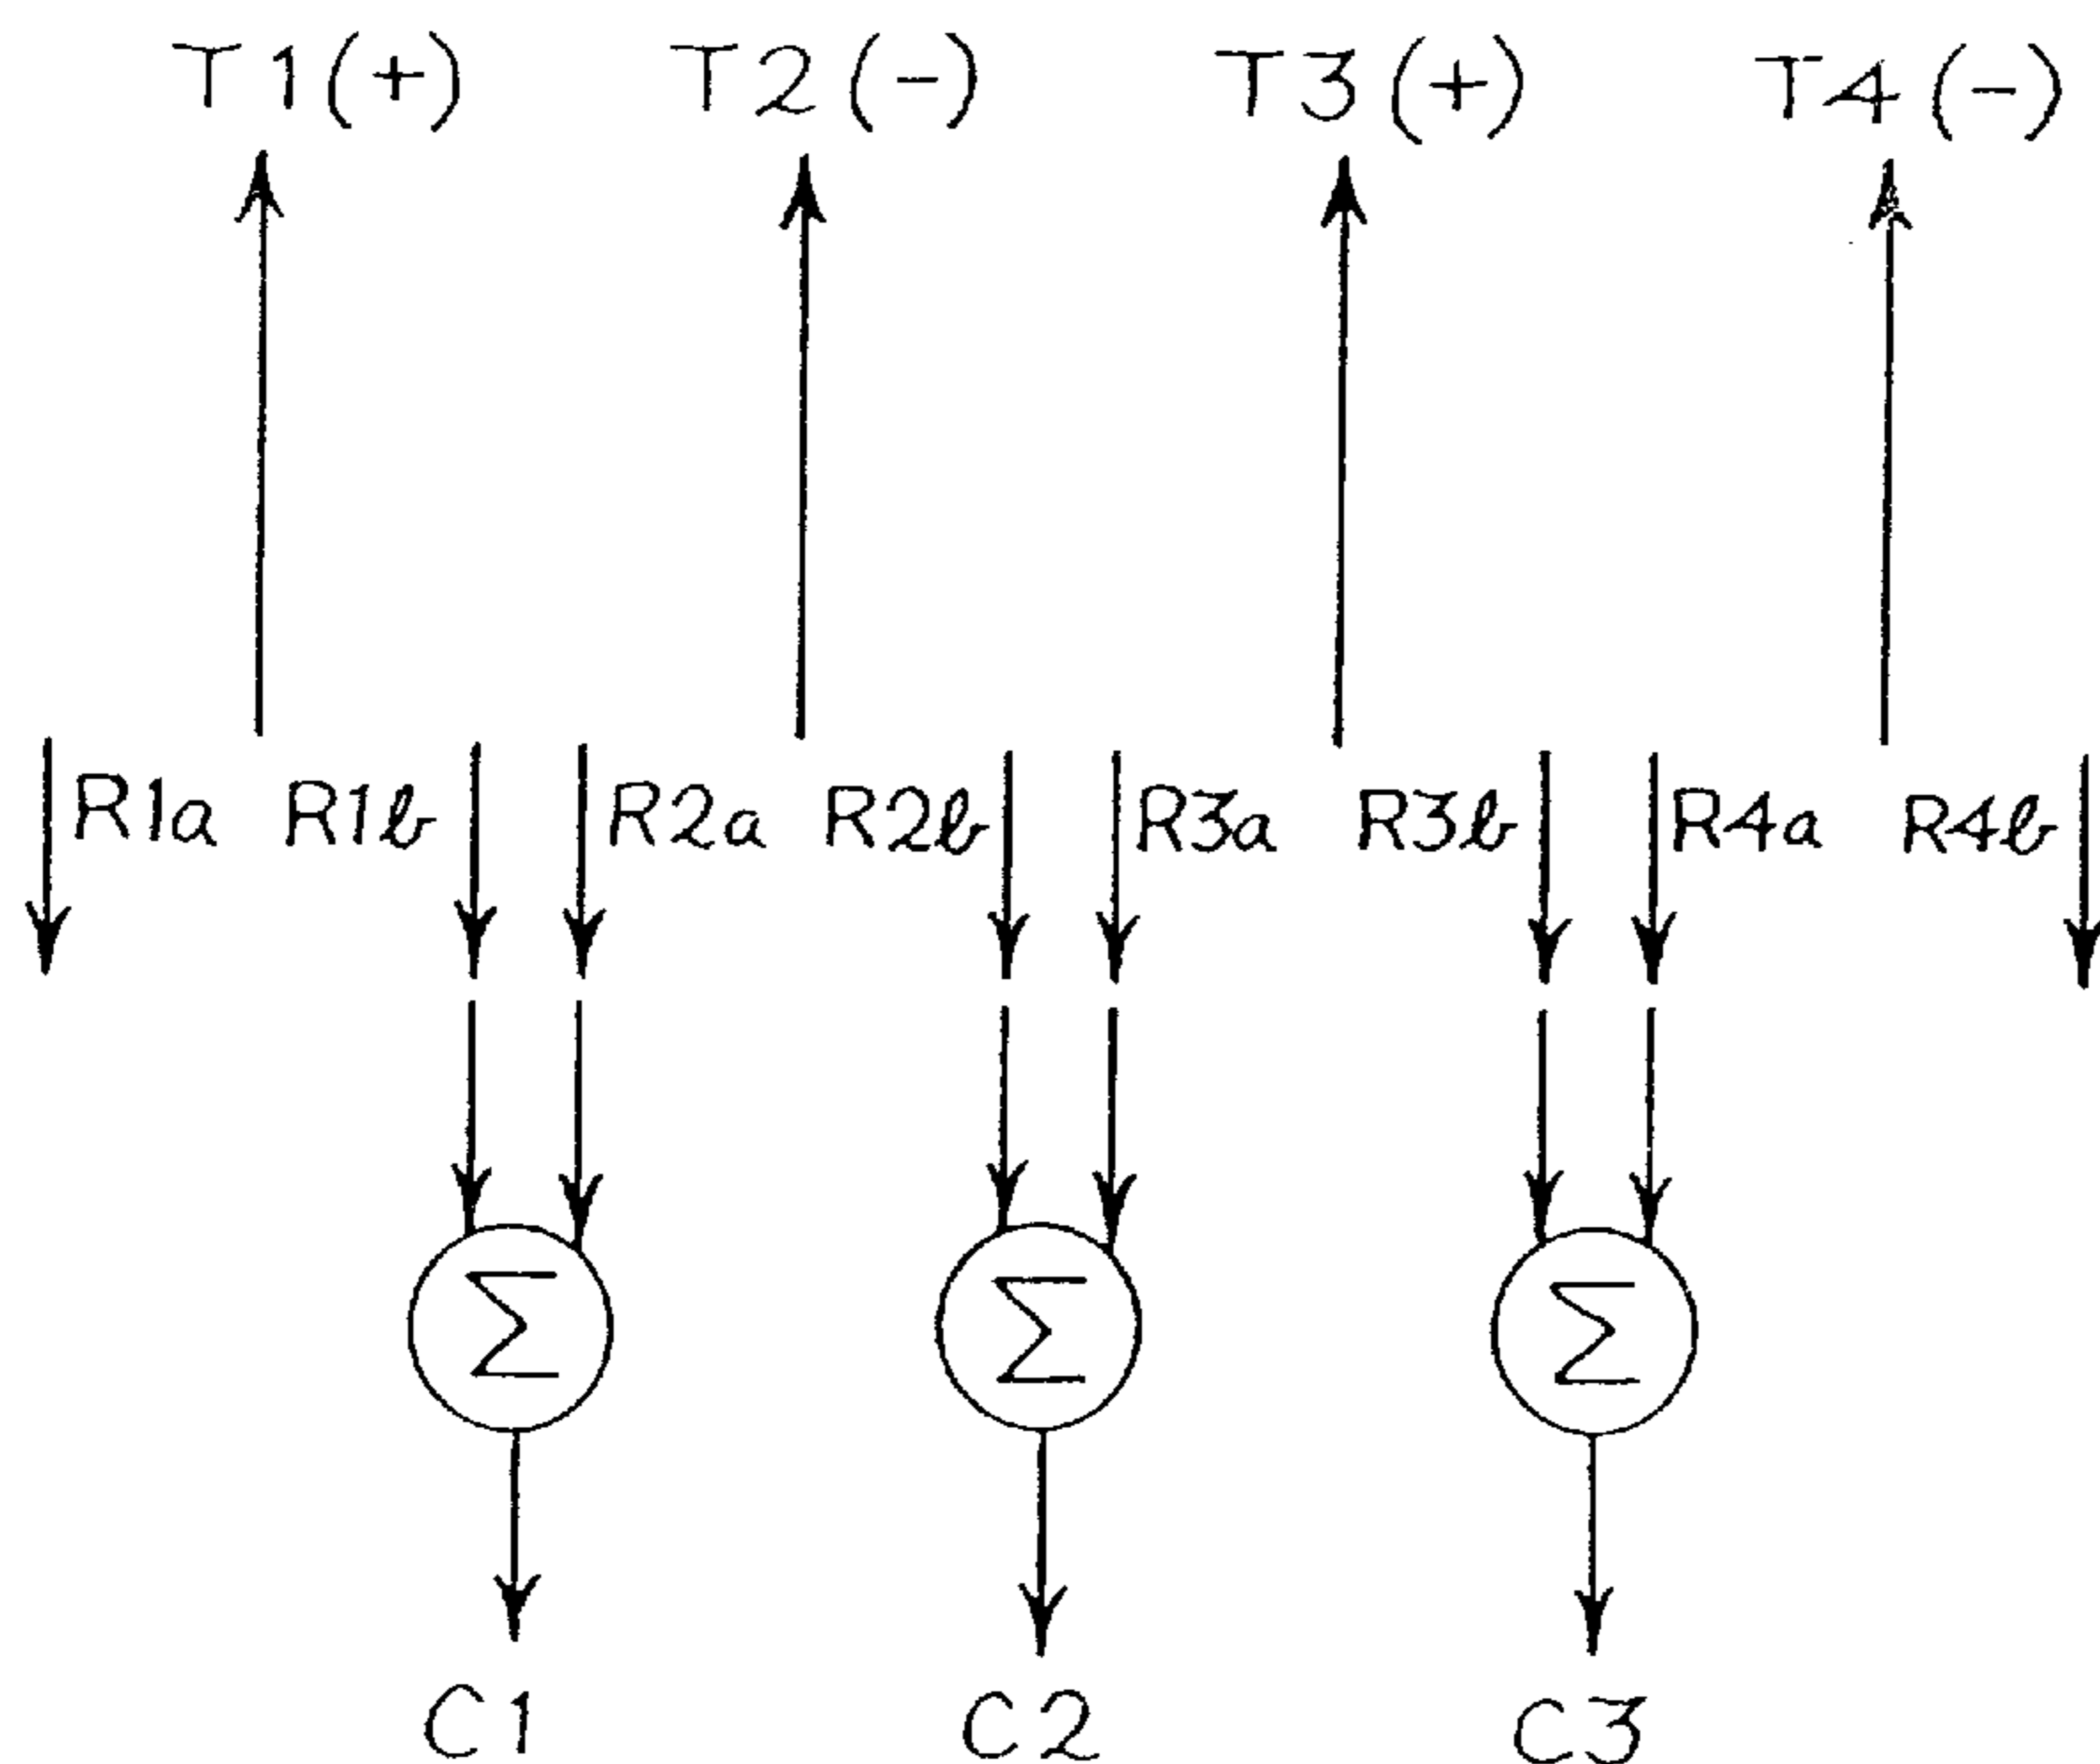 T1(+) T2(-) T3(+) T4(-)
R1a R1b R2a R2b R3a R3b R4a R4b
Σ Σ Σ
C1 C2 C3